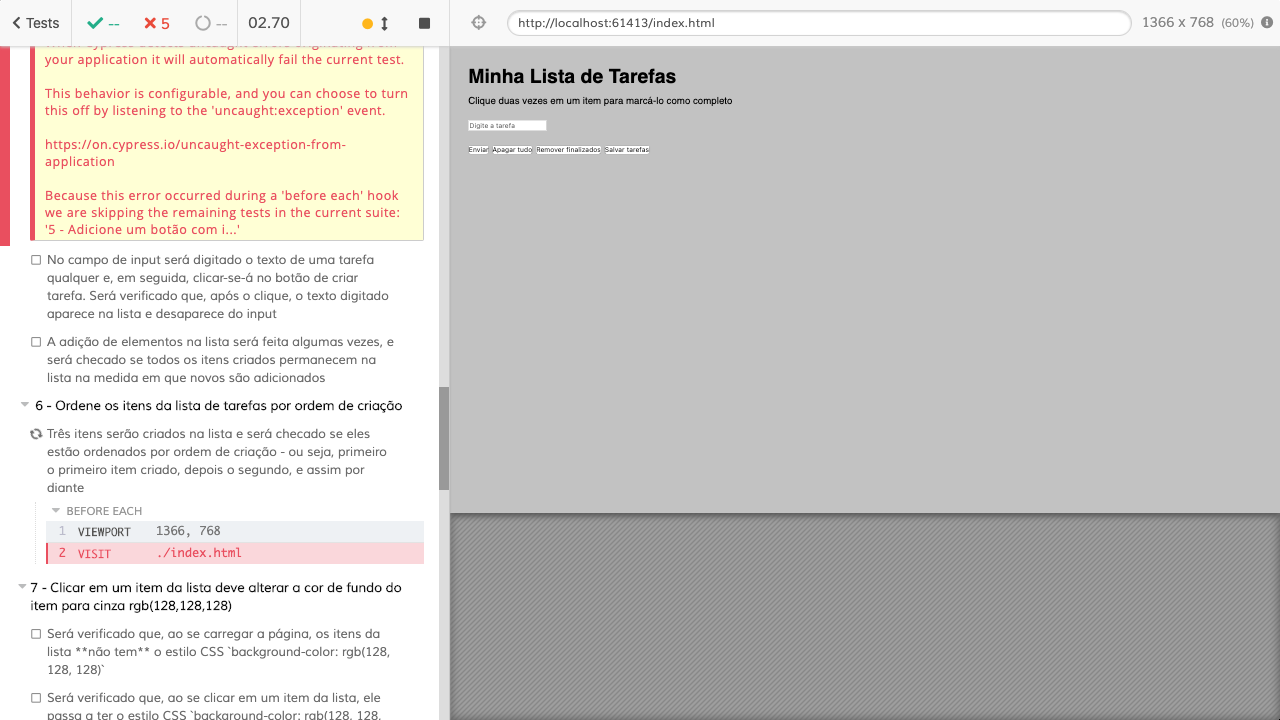 Tests
--
5
--
02.70
http://localhost:61413/index.html
1366 x 768 (60%)
your application it will automatically fail the current test.
This behavior is configurable, and you can choose to turn
this off by listening to the 'uncaught:exception' event.
https://on.cypress.io/uncaught-exception-from-
application
Because this error occurred during a 'before each' hook
we are skipping the remaining tests in the current suite:
'5 - Adicione um botão com i...'
No campo de input será digitado o texto de uma tarefa
qualquer e, em seguida, clicar-se-á no botão de criar
tarefa. Será verificado que, após o clique, o texto digitado
aparece na lista e desaparece do input
A adição de elementos na lista será feita algumas vezes, e
será checado se todos os itens criados permanecem na
lista na medida em que novos são adicionados
6 - Ordene os itens da lista de tarefas por ordem de criação
Três itens serão criados na lista e será checado se eles
estão ordenados por ordem de criação - ou seja, primeiro
o primeiro item criado, depois o segundo, e assim por
diante
BEFORE EACH
1 VIEWPORT 1366, 768
2 VISIT ./index.html
7 - Clicar em um item da lista deve alterar a cor de fundo do
item para cinza rgb(128,128,128)
Será verificado que, ao se carregar a página, os itens da
lista **não tem** o estilo CSS `background-color: rgb(128,
128, 128)`
Será verificado que, ao se clicar em um item da lista, ele
passa a ter o estilo CSS `background-color: rgb(128, 128,
Minha Lista de Tarefas
Clique duas vezes em um item para marcá-lo como completo
Digite a tarefa
Enviar Apagar tudo Remover finalizados Salvar tarefas